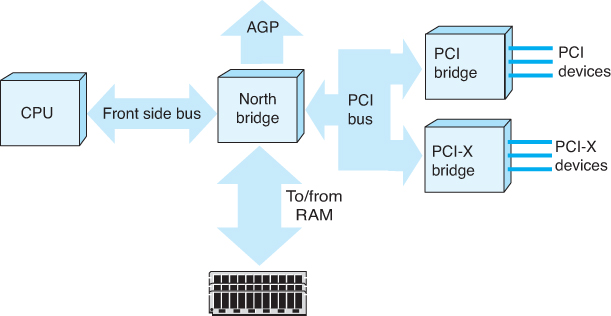 AGP
CPU
Front side bus
North
bridge
PCI
bus
PCI
bridge
PCI
devices
PCI-X
bridge
PCI-X
devices
To/from
RAM